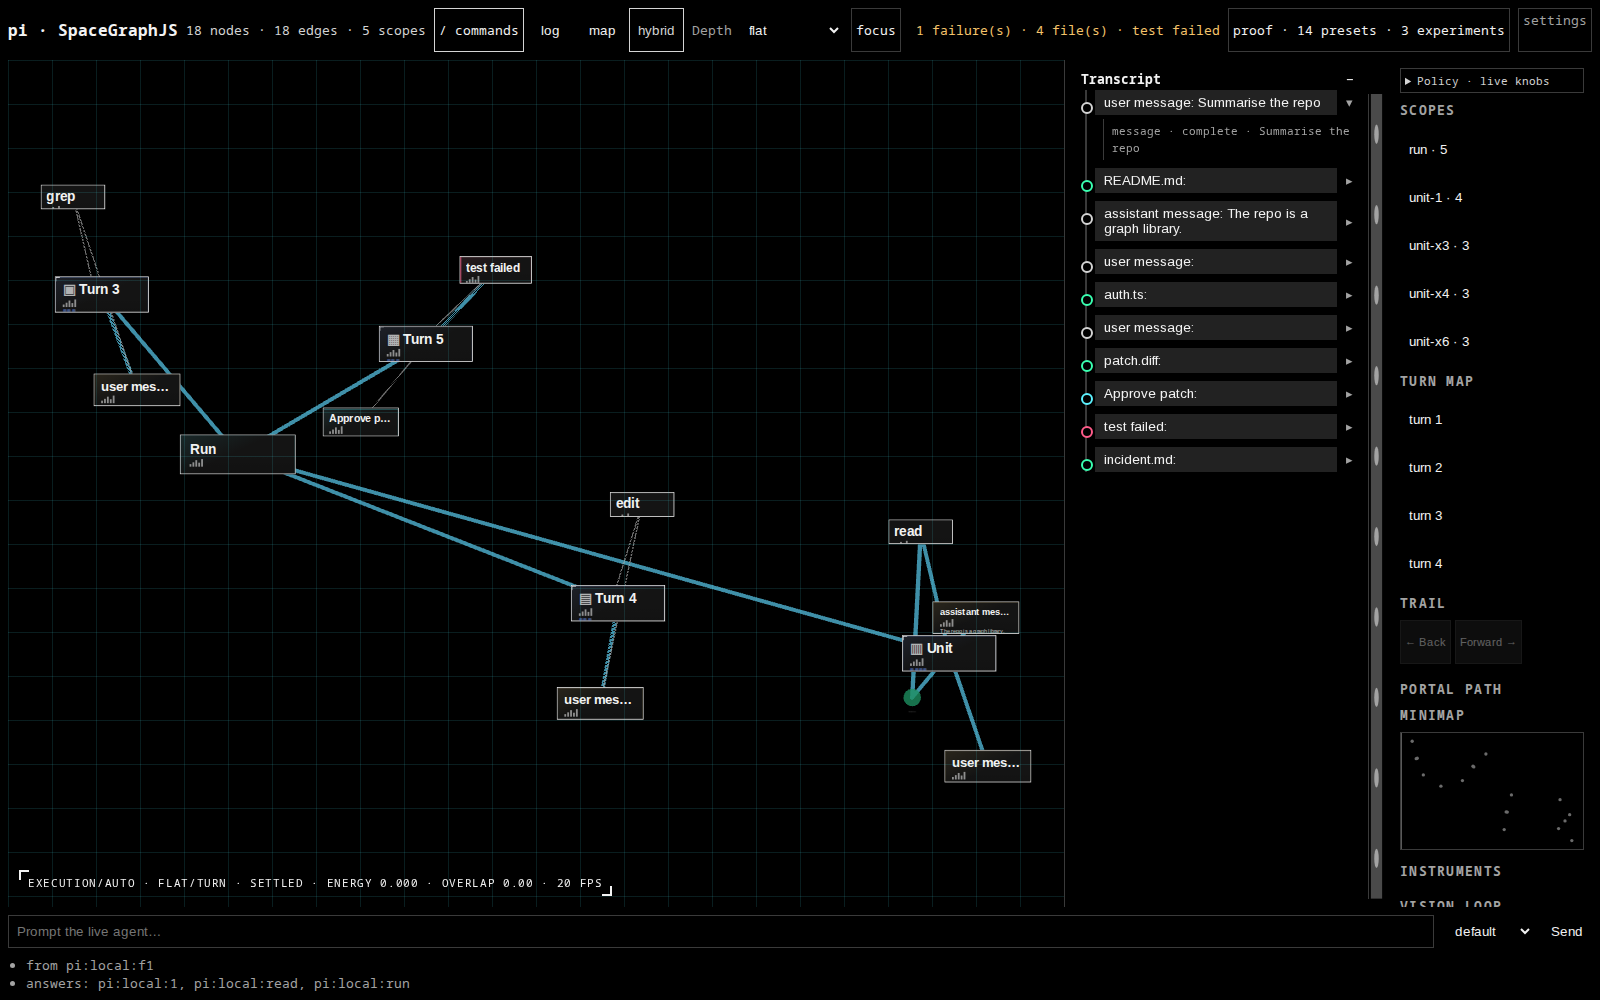 pi · SpaceGraphJS 18 nodes · 18 edges · 5 scopes / commands log map hybrid Depth flat focus 1 failure(s) · 4 file(s) · test failed proof · 14 presets · 3 experiments settings
grep
Turn 3
user mes…
test failed
Turn 5
Approve p…
Run
edit
Turn 4
user mes…
read
assistant mes…
The repo is a graph library.
Unit
user mes…
EXECUTION/AUTO · FLAT/TURN · SETTLED · ENERGY 0.000 · OVERLAP 0.00 · 20 FPS
Transcript –
user message: Summarise the repo
message · complete · Summarise the
repo
README.md:
assistant message: The repo is a
graph library.
user message:
auth.ts:
user message:
patch.diff:
Approve patch:
test failed:
incident.md:
Policy · live knobs
SCOPES
run · 5
unit-1 · 4
unit-x3 · 3
unit-x4 · 3
unit-x6 · 3
TURN MAP
turn 1
turn 2
turn 3
turn 4
TRAIL
← Back Forward →
PORTAL PATH
MINIMAP
INSTRUMENTS
VISION LOOP
Prompt the live agent… default Send
from pi:local:f1
answers: pi:local:1, pi:local:read, pi:local:run